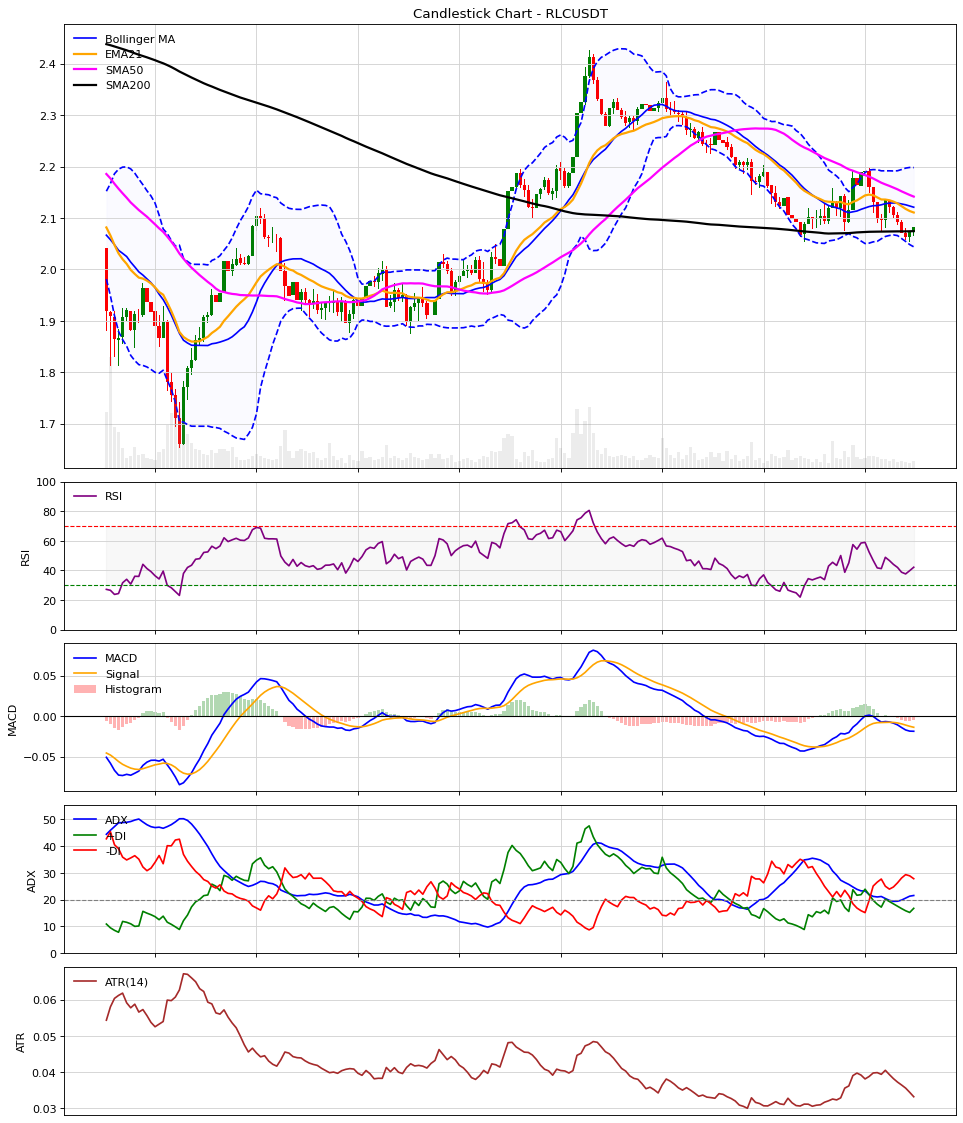 Candlestick Chart - RLCUSDT
Bollinger MA
EMA21
SMA50
SMA200
2.4
2.3
2.2
2.1
2.0
1.9
1.8
1.7
RSI
100
80
60
40
20
0
RSI
MACD
Signal
Histogram
0.05
0.00
−0.05
MACD
ADX
+DI
-DI
50
40
30
20
10
0
ADX
ATR(14)
0.06
0.05
0.04
0.03
ATR